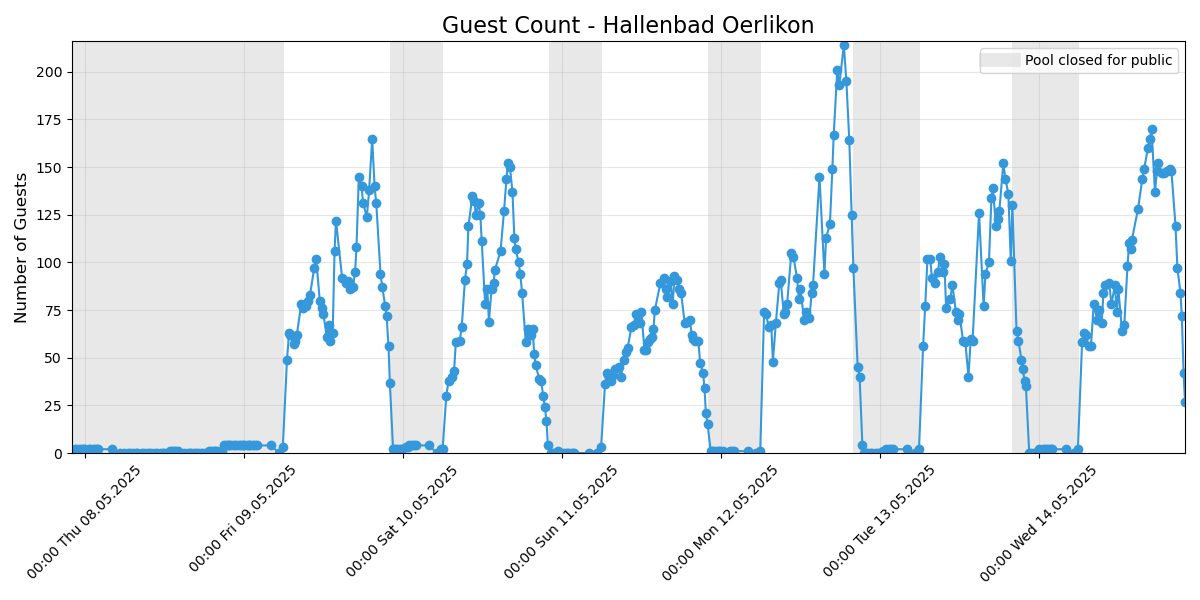 Guest Count - Hallenbad Oerlikon
Pool closed for public
Number of Guests
200
175
150
125
100
75
50
25
0
00:00 Thu 08.05.2025
00:00 Fri 09.05.2025
00:00 Sat 10.05.2025
00:00 Sun 11.05.2025
00:00 Mon 12.05.2025
00:00 Tue 13.05.2025
00:00 Wed 14.05.2025